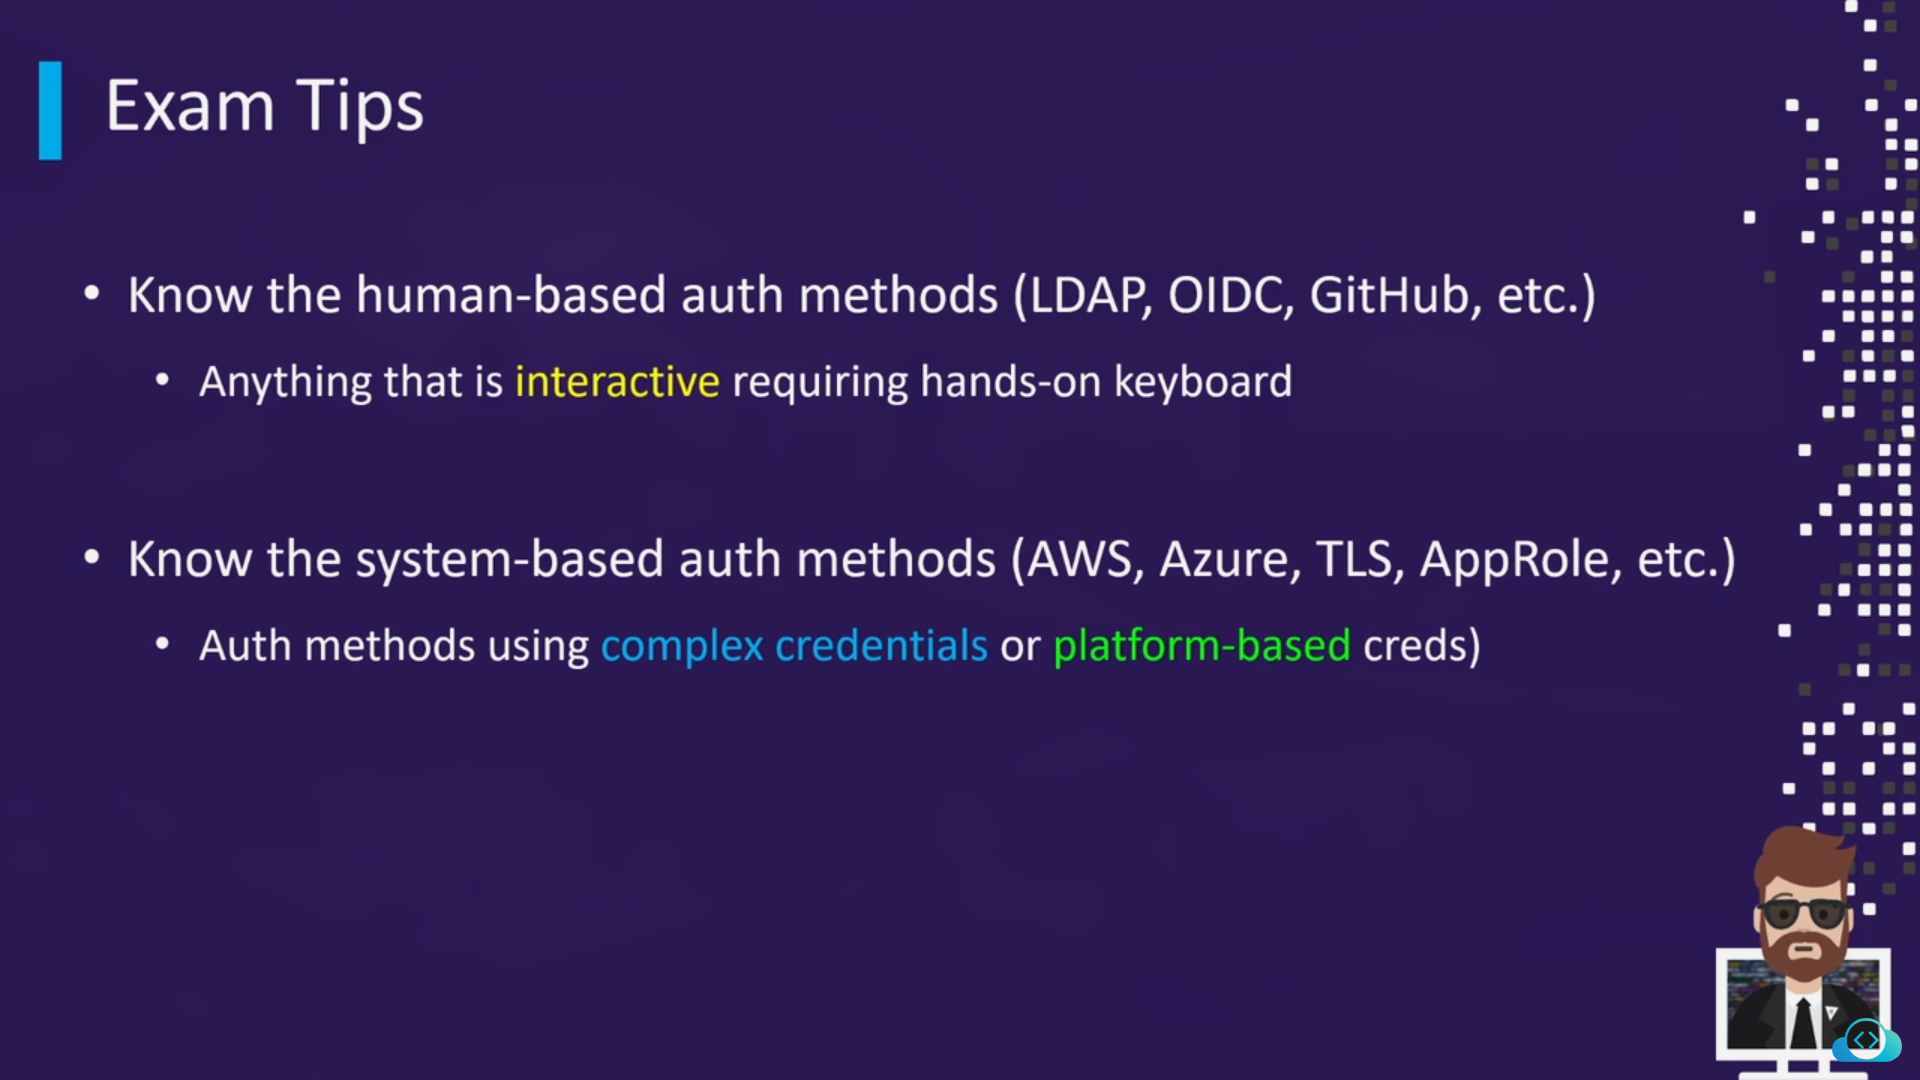 Exam Tips
• Know the human-based auth methods (LDAP, OIDC, GitHub, etc.)
• Anything that is interactive requiring hands-on keyboard
• Know the system-based auth methods (AWS, Azure, TLS, AppRole, etc.)
• Auth methods using complex credentials or platform-based creds)